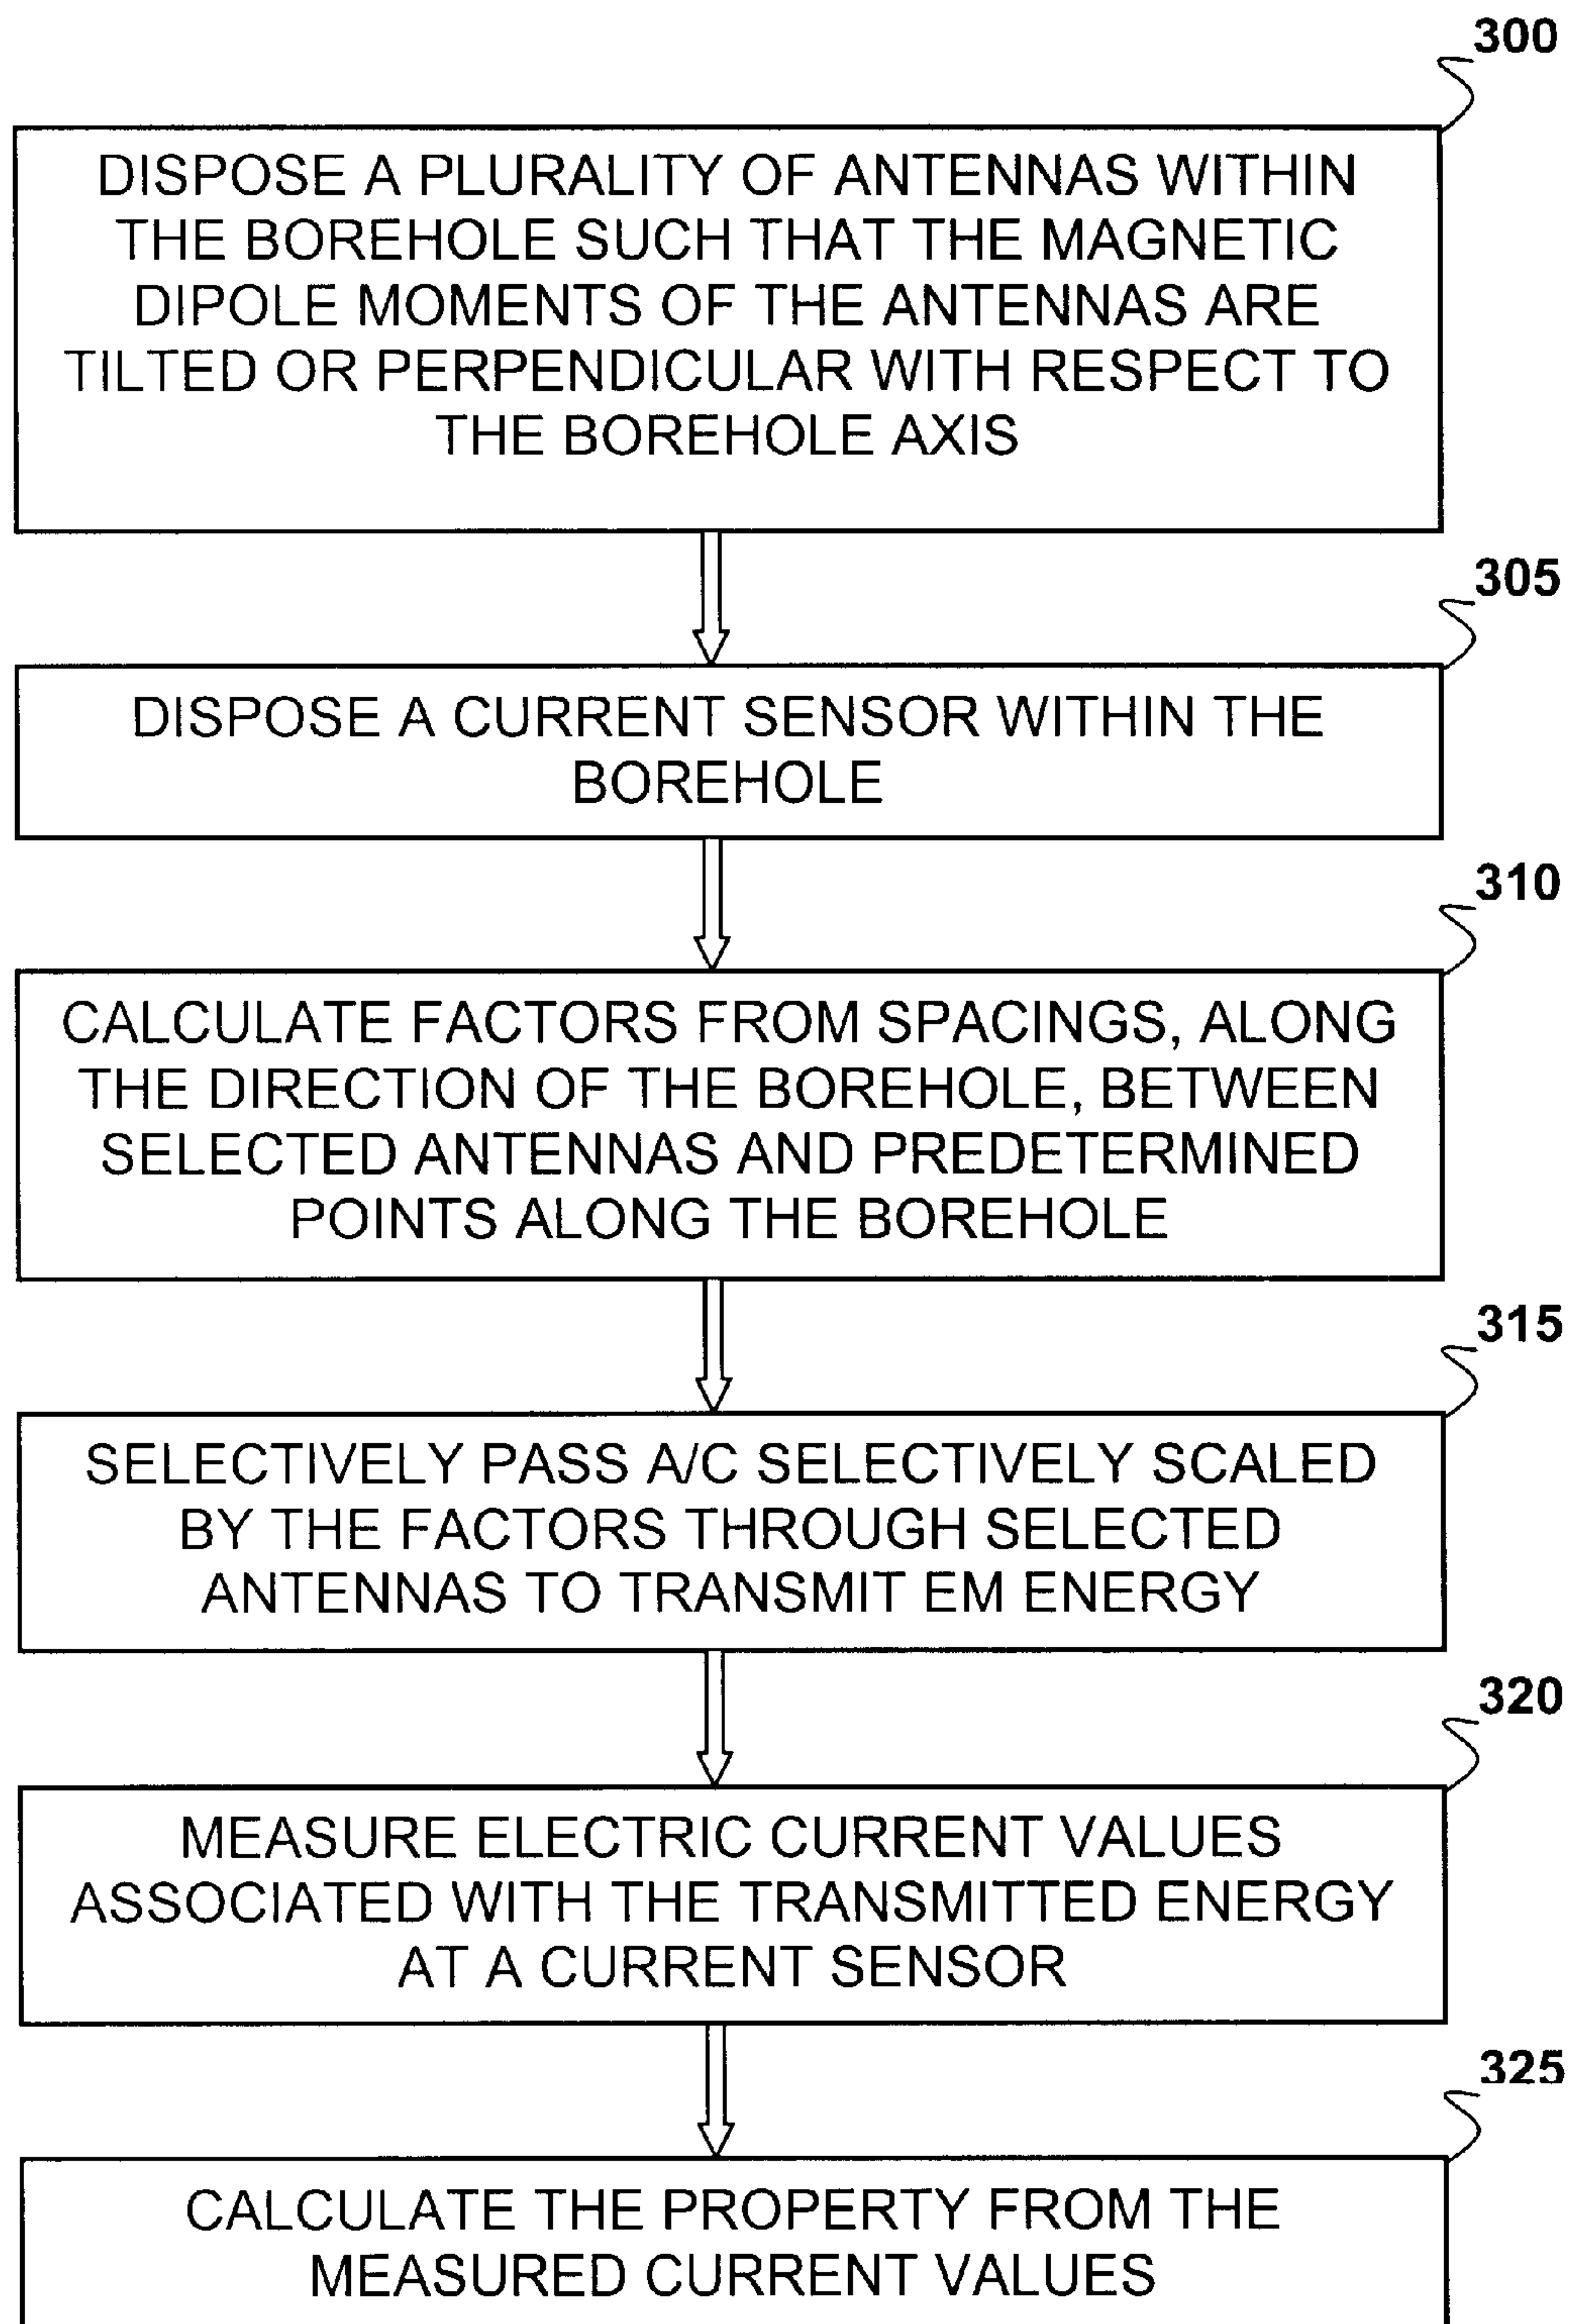 300
DISPOSE A PLURALITY OF ANTENNAS WITHIN
THE BOREHOLE SUCH THAT THE MAGNETIC
DIPOLE MOMENTS OF THE ANTENNAS ARE
TILTED OR PERPENDICULAR WITH RESPECT TO
THE BOREHOLE AXIS
305
DISPOSE A CURRENT SENSOR WITHIN THE
BOREHOLE
310
CALCULATE FACTORS FROM SPACINGS, ALONG
THE DIRECTION OF THE BOREHOLE, BETWEEN
SELECTED ANTENNAS AND PREDETERMINED
POINTS ALONG THE BOREHOLE
315
SELECTIVELY PASS A/C SELECTIVELY SCALED
BY THE FACTORS THROUGH SELECTED
ANTENNAS TO TRANSMIT EM ENERGY
320
MEASURE ELECTRIC CURRENT VALUES
ASSOCIATED WITH THE TRANSMITTED ENERGY
AT A CURRENT SENSOR
325
CALCULATE THE PROPERTY FROM THE
MEASURED CURRENT VALUES